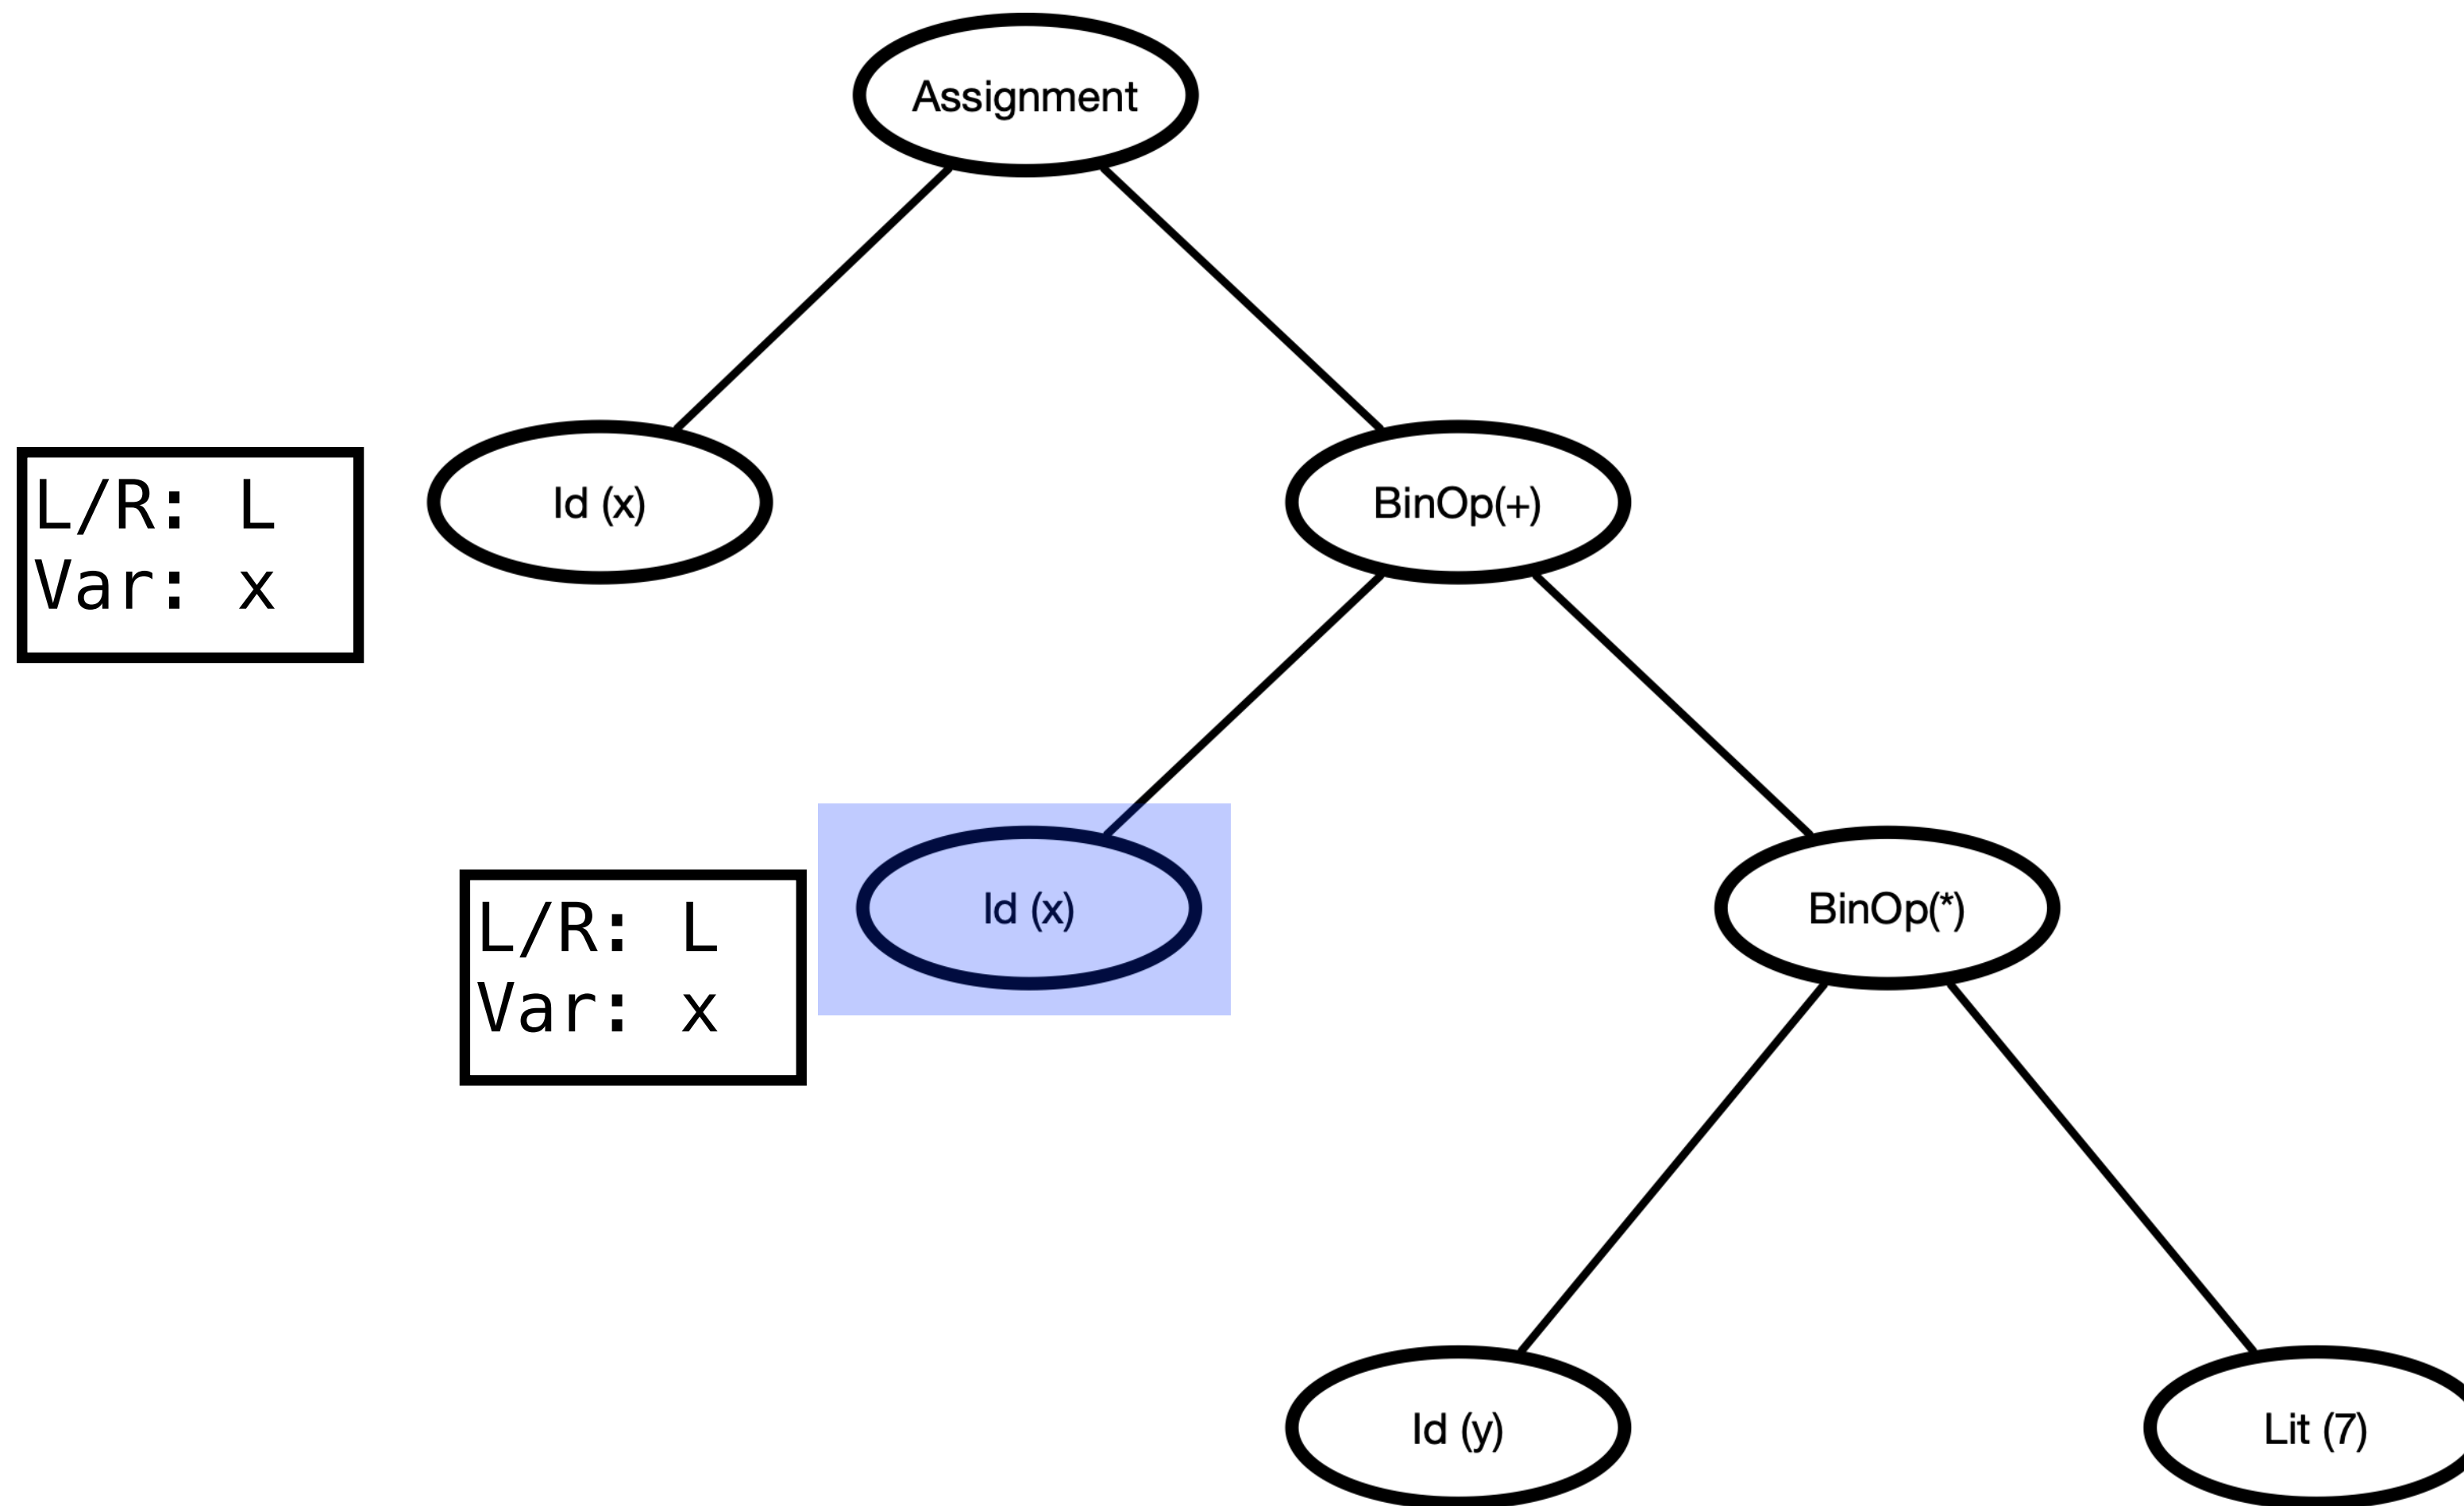 Assignment
L/R: L
Var: x
Id (x)
BinOp(+)
L/R: L
Var: x
Id (x)
BinOp(*)
Id (y)
Lit (7)